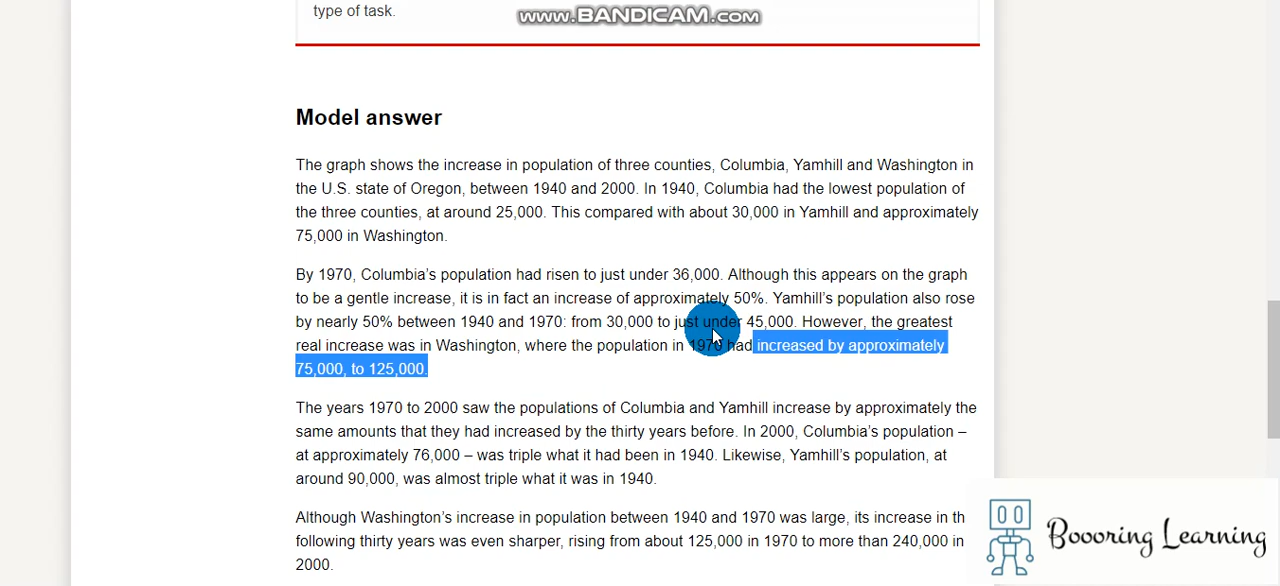 type of task.
www.BANDICAM.com
Model answer
The graph shows the increase in population of three counties, Columbia, Yamhill and Washington in
the U.S. state of Oregon, between 1940 and 2000. In 1940, Columbia had the lowest population of
the three counties, at around 25,000. This compared with about 30,000 in Yamhill and approximately
75,000 in Washington.
By 1970, Columbia’s population had risen to just under 36,000. Although this appears on the graph
to be a gentle increase, it is in fact an increase of approximately 50%. Yamhill’s population also rose
by nearly 50% between 1940 and 1970: from 30,000 to just under 45,000. However, the greatest
real increase was in Washington, where the population in 1970 had increased by approximately
75,000, to 125,000.
The years 1970 to 2000 saw the populations of Columbia and Yamhill increase by approximately the
same amounts that they had increased by the thirty years before. In 2000, Columbia’s population –
at approximately 76,000 – was triple what it had been in 1940. Likewise, Yamhill’s population, at
around 90,000, was almost triple what it was in 1940.
Although Washington’s increase in population between 1940 and 1970 was large, its increase in th
following thirty years was even sharper, rising from about 125,000 in 1970 to more than 240,000 in
2000.
Boooring Learning